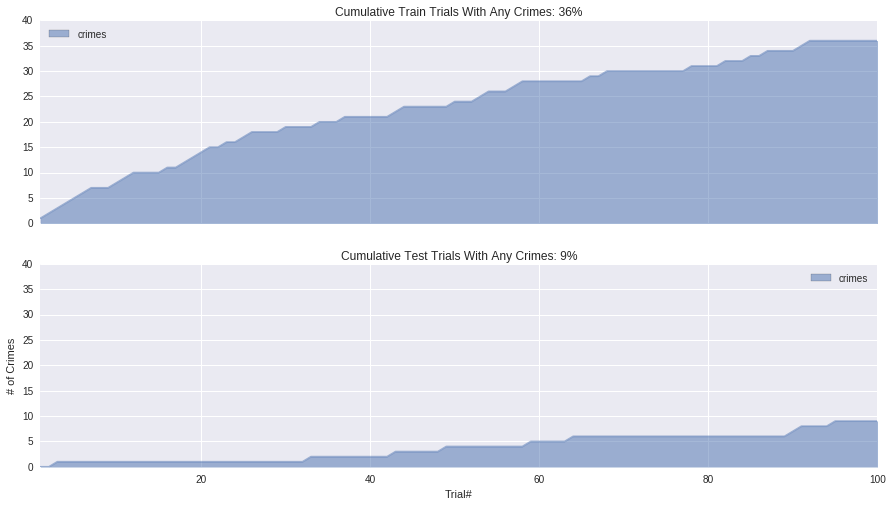 Cumulative Train Trials With Any Crimes: 36%
40
crimes
35
30
25
20
15
10
5
0
Cumulative Test Trials With Any Crimes: 9%
40
crimes
35
30
25
20
15
10
5
0
# of Crimes
20 40 60 80 100
Trial#